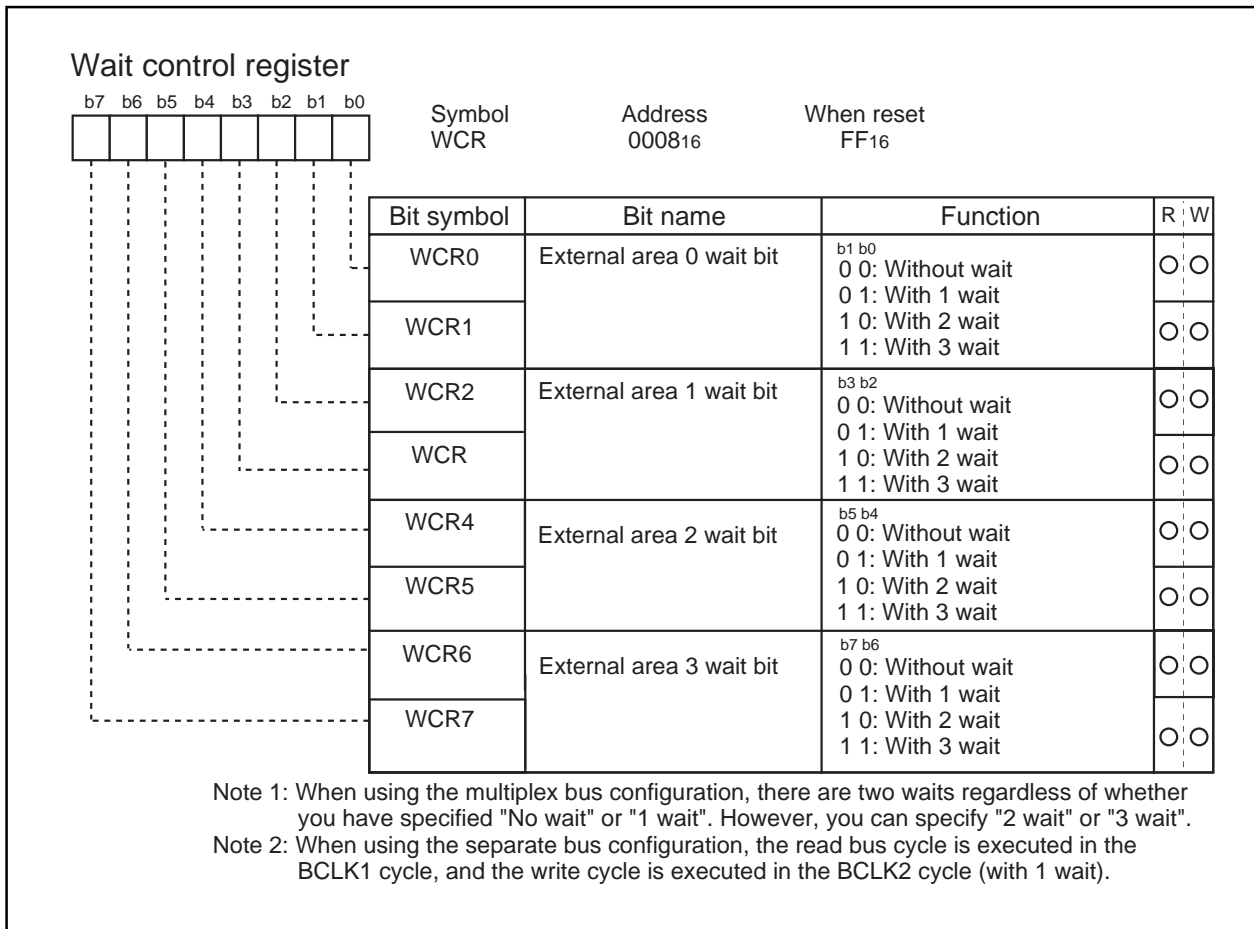 Wait control register
b7 b6 b5 b4 b3 b2 b1 b0
Symbol Address When reset
WCR 000816 FF16
Bit symbol Bit name Function R W
WCR0 External area 0 wait bit b1 b0
0 0: Without wait
0 1: With 1 wait
WCR1 1 0: With 2 wait
1 1: With 3 wait
WCR2 External area 1 wait bit b3 b2
0 0: Without wait
0 1: With 1 wait
WCR 1 0: With 2 wait
1 1: With 3 wait
WCR4 External area 2 wait bit b5 b4
0 0: Without wait
0 1: With 1 wait
WCR5 1 0: With 2 wait
1 1: With 3 wait
WCR6 External area 3 wait bit b7 b6
0 0: Without wait
0 1: With 1 wait
WCR7 1 0: With 2 wait
1 1: With 3 wait
Note 1: When using the multiplex bus configuration, there are two waits regardless of whether
you have specified "No wait" or "1 wait". However, you can specify "2 wait" or "3 wait".
Note 2: When using the separate bus configuration, the read bus cycle is executed in the
BCLK1 cycle, and the write cycle is executed in the BCLK2 cycle (with 1 wait).